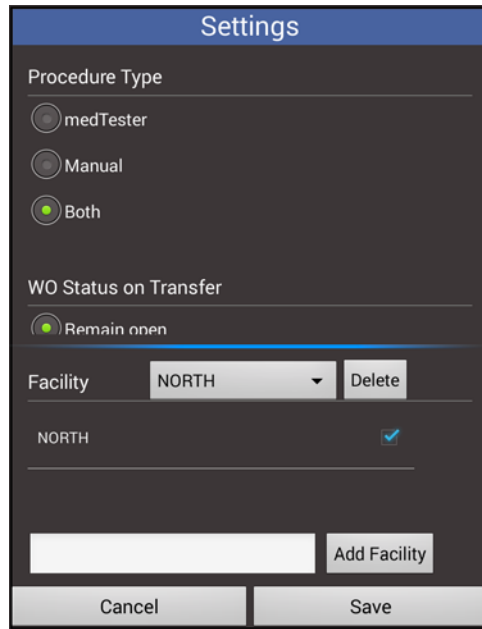 Settings
Procedure Type
medTester
Manual
Both
WO Status on Transfer
Remain open
Facility NORTH Delete
NORTH
Add Facility
Cancel Save